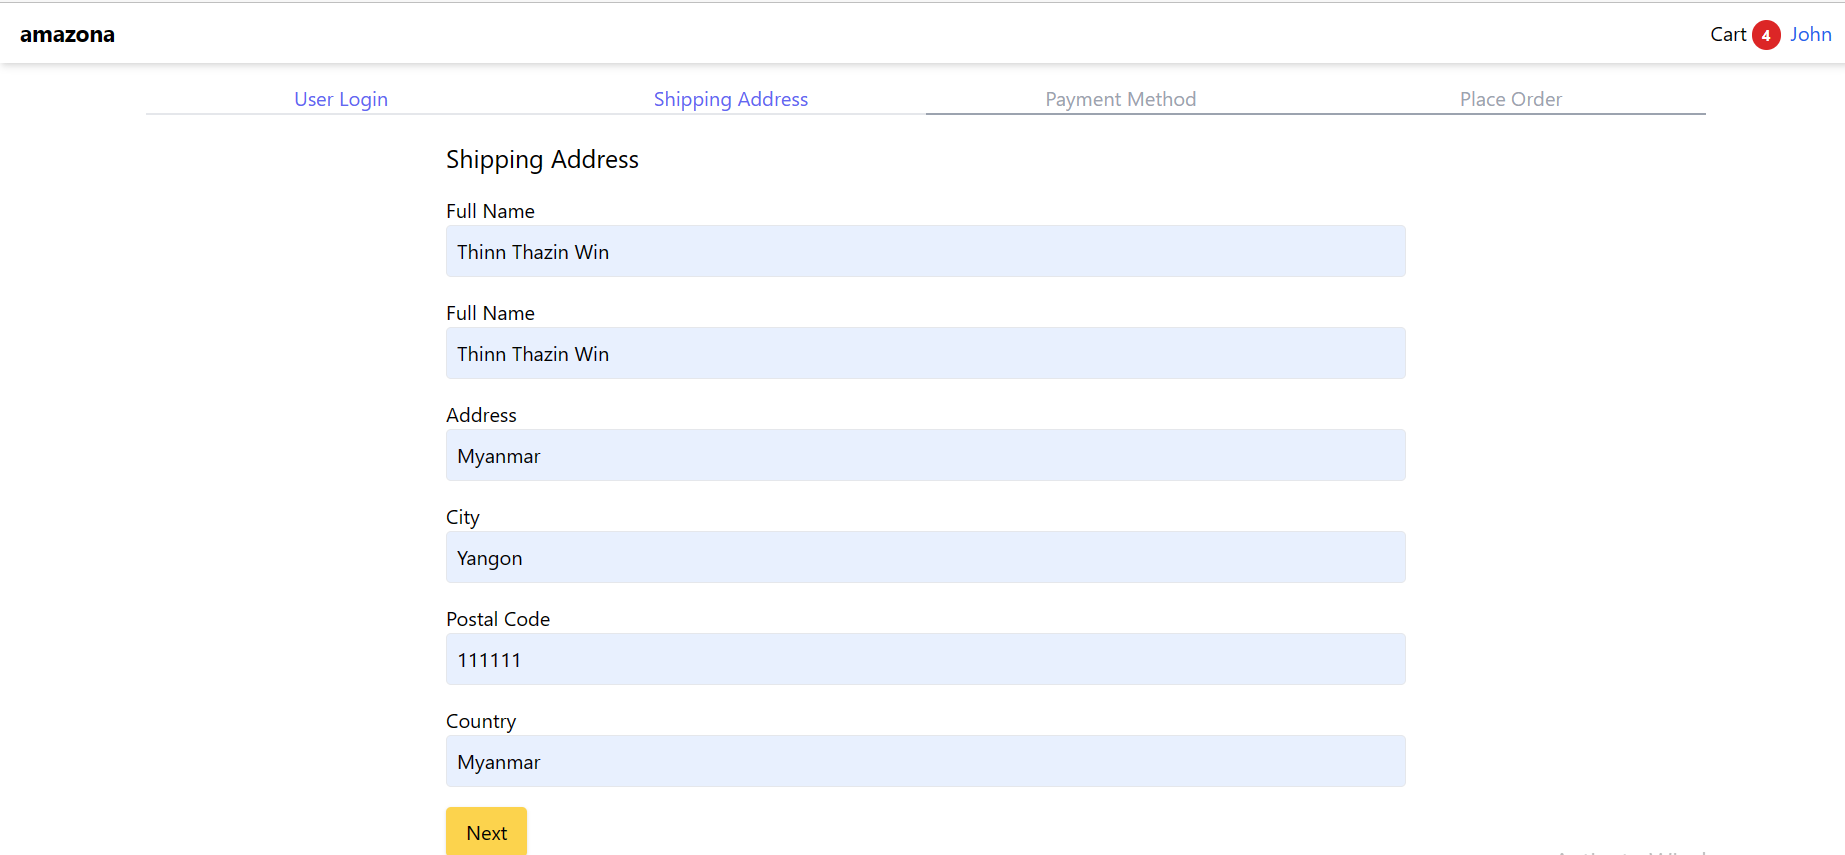 amazona
Cart 4 John
User Login Shipping Address Payment Method Place Order
Shipping Address
Full Name
Thinn Thazin Win
Full Name
Thinn Thazin Win
Address
Myanmar
City
Yangon
Postal Code
111111
Country
Myanmar
Next